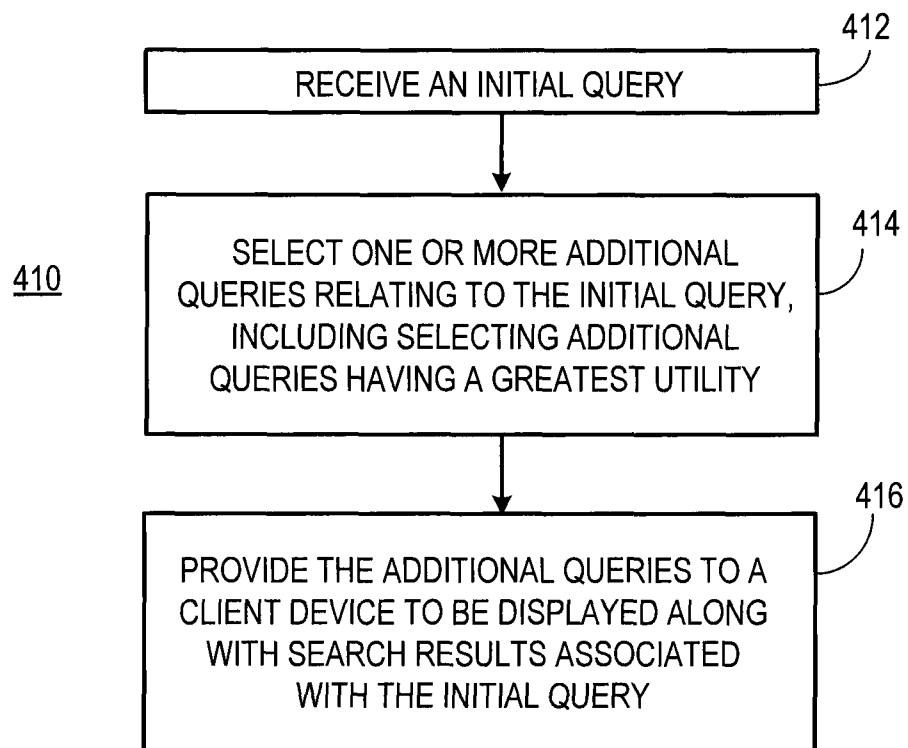 412
RECEIVE AN INITIAL QUERY
414
SELECT ONE OR MORE ADDITIONAL
QUERIES RELATING TO THE INITIAL QUERY,
INCLUDING SELECTING ADDITIONAL
QUERIES HAVING A GREATEST UTILITY
410
416
PROVIDE THE ADDITIONAL QUERIES TO A
CLIENT DEVICE TO BE DISPLAYED ALONG
WITH SEARCH RESULTS ASSOCIATED
WITH THE INITIAL QUERY